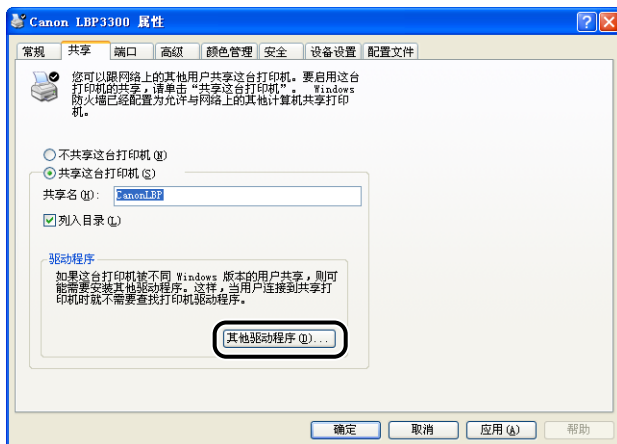 Canon LBP3300 属性
常规 共享 端口 高级 颜色管理 安全 设备设置 配置文件
您可以跟网络上的其他用户共享这台打印机。要启用这台
打印机的共享，请单击“共享这台打印机”。 Windows
防火墙已经配置为允许与网络上的其他计算机共享打印
机。
不共享这台打印机(N)
共享这台打印机(S)
共享名(H): CanonLBP
列入目录(L)
驱动程序
如果这台打印机被不同 Windows 版本的用户共享，则可
能需要安装其他驱动程序。这样，当用户连接到共享打
印机时就不需要查找打印机驱动程序。
其他驱动程序(D)...
确定 取消 应用(A) 帮助